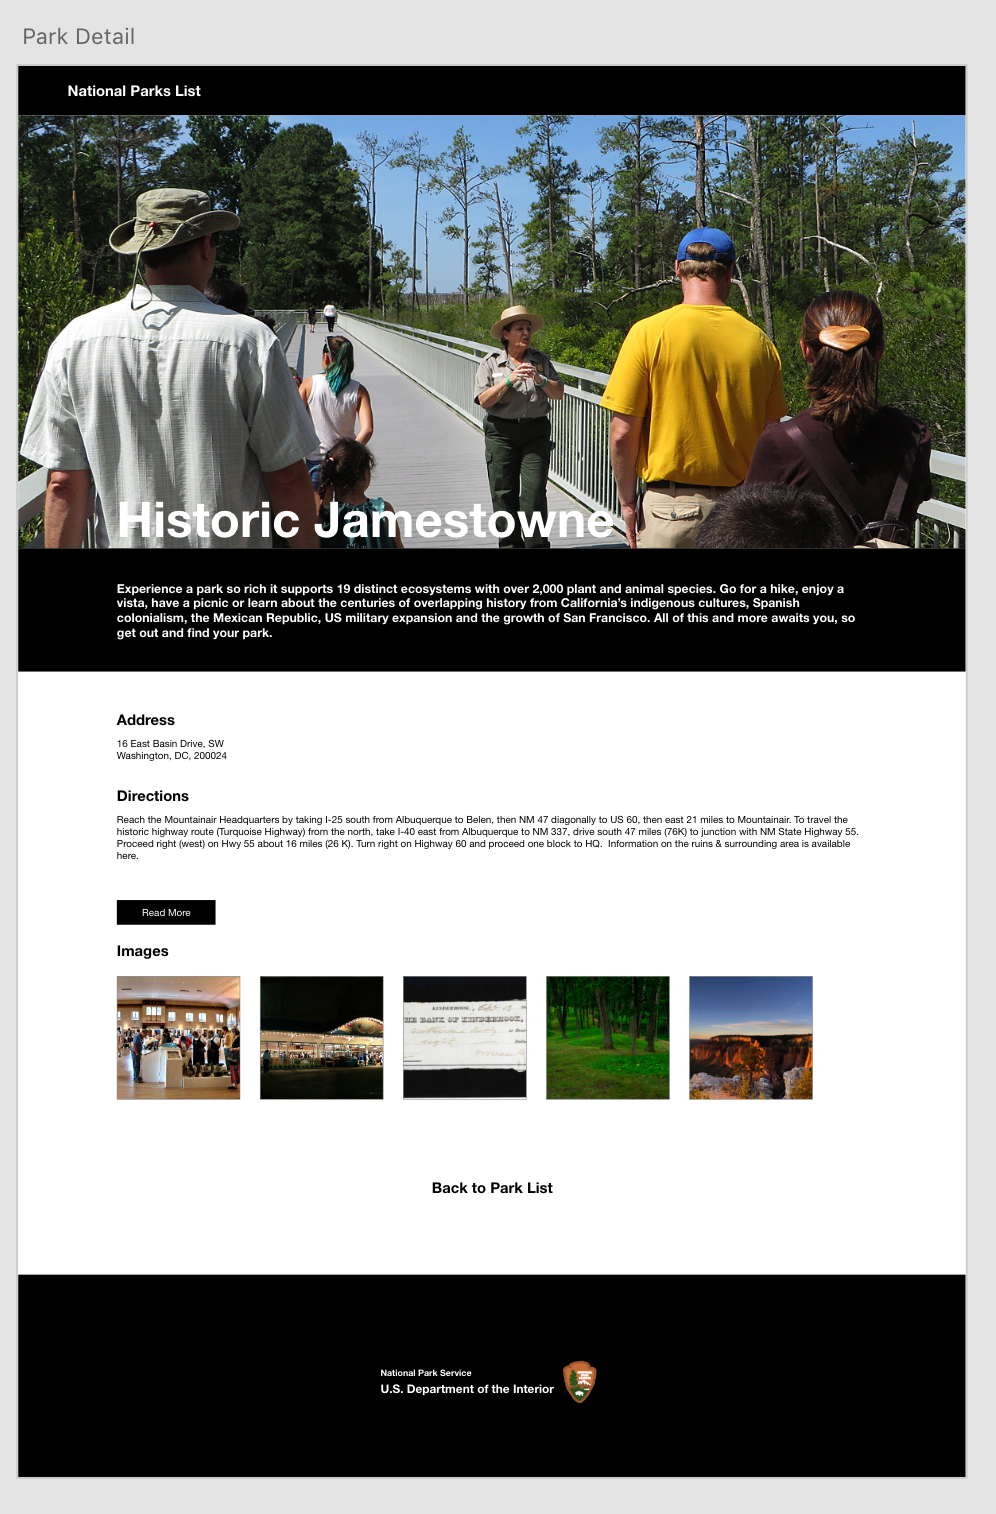 Park Detail
National Parks List
Historic Jamestowne
Experience a park so rich it supports 19 distinct ecosystems with over 2,000 plant and animal species. Go for a hike, enjoy a
vista, have a picnic or learn about the centuries of overlapping history from California's indigenous cultures, Spanish
colonialism, the Mexican Republic, US military expansion and the growth of San Francisco. All of this and more awaits you, so
get out and find your park.
Address
16 East Basin Drive, SW
Washington, DC, 200024
Directions
Reach the Mountainair Headquarters by taking I-25 south from Albuquerque to Belen, then NM 47 diagonally to US 60, then east 21 miles to Mountainair. To travel the
historic highway route (Turquoise Highway) from the north, take I-40 east from Albuquerque to NM 337, drive south 47 miles (76K) to junction with NM State Highway 55.
Proceed right (west) on Hwy 55 about 16 miles (26 K). Turn right on Highway 60 and proceed one block to HQ.  Information on the ruins & surrounding area is available
here.
Read More
Images
KINDERHOOK,
THE BANK OF KINDERHOOK,
Back to Park List
National Park Service
U.S. Department of the Interior